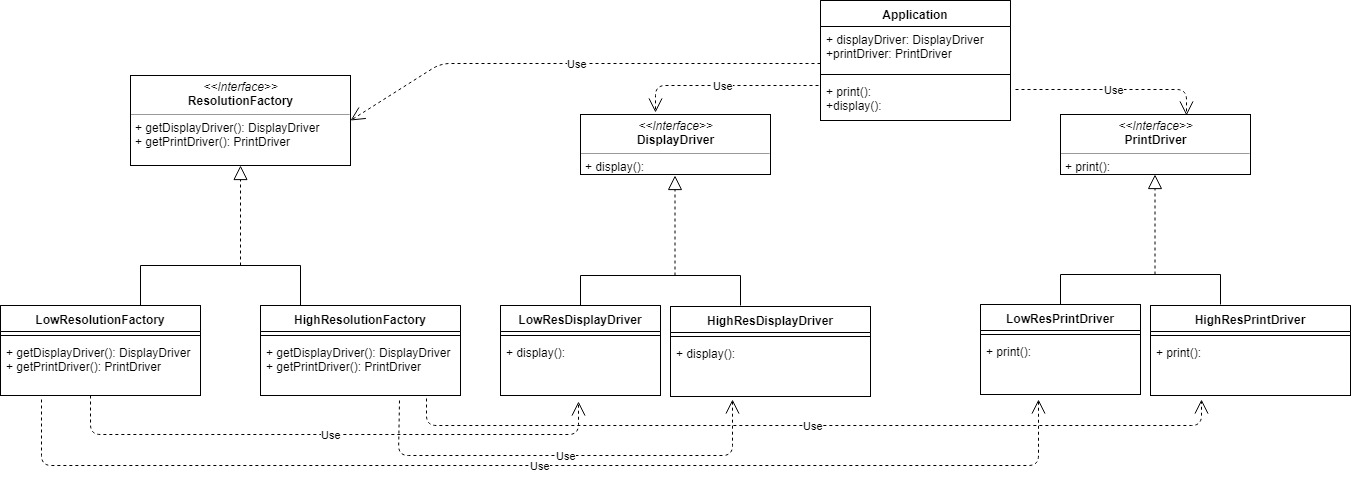 Application
+ displayDriver: DisplayDriver
+printDriver: PrintDriver
+ print():
+display():
Use
Use
Use
<<Interface>>
ResolutionFactory
+ getDisplayDriver(): DisplayDriver
+ getPrintDriver(): PrintDriver
<<Interface>>
DisplayDriver
+ display():
<<Interface>>
PrintDriver
+ print():
LowResolutionFactory
+ getDisplayDriver(): DisplayDriver
+ getPrintDriver(): PrintDriver
HighResolutionFactory
+ getDisplayDriver(): DisplayDriver
+ getPrintDriver(): PrintDriver
LowResDisplayDriver
+ display():
HighResDisplayDriver
+ display():
LowResPrintDriver
+ print():
HighResPrintDriver
+ print():
Use
Use
Use
Use